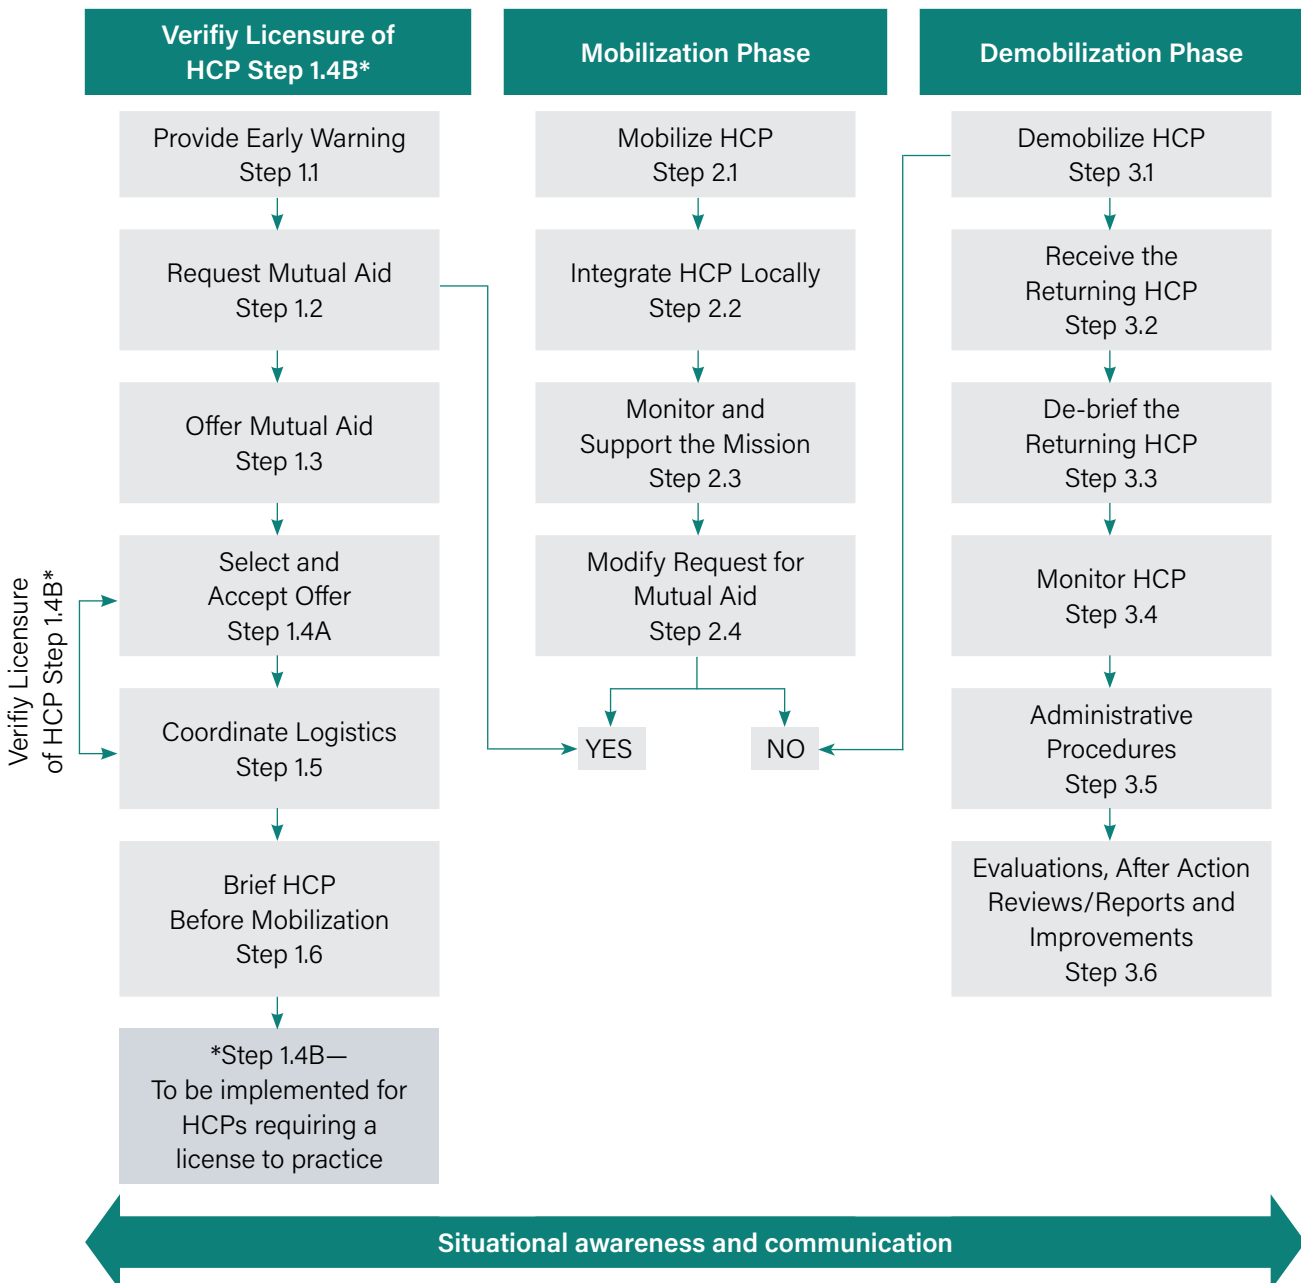 Verifiy Licensure of
HCP Step 1.4B*
Provide Early Warning
Step 1.1
Request Mutual Aid
Step 1.2
Offer Mutual Aid
Step 1.3
Select and
Accept Offer
Step 1.4A
Verifiy Licensure
of HCP Step 1.4B*
Coordinate Logistics
Step 1.5
Brief HCP
Before Mobilization
Step 1.6
*Step 1.4B—
To be implemented for
HCPs requiring a
license to practice
Mobilization Phase
Mobilize HCP
Step 2.1
Integrate HCP Locally
Step 2.2
Monitor and
Support the Mission
Step 2.3
Modify Request for
Mutual Aid
Step 2.4
YES
NO
Demobilization Phase
Demobilize HCP
Step 3.1
Receive the
Returning HCP
Step 3.2
De-brief the
Returning HCP
Step 3.3
Monitor HCP
Step 3.4
Administrative
Procedures
Step 3.5
Evaluations, After Action
Reviews/Reports and
Improvements
Step 3.6
Situational awareness and communication